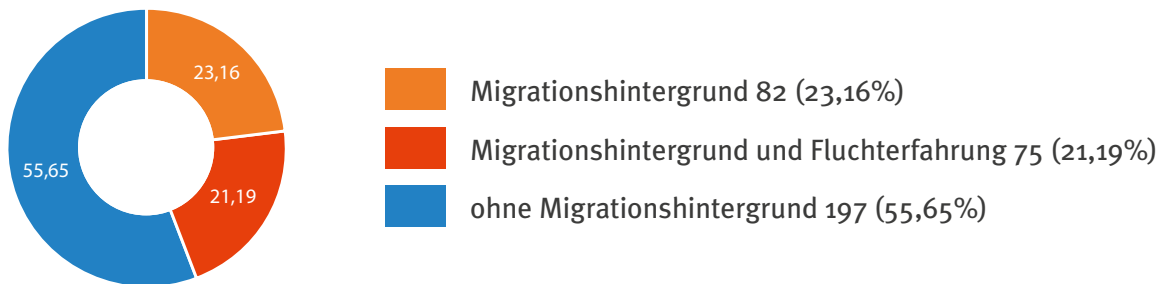 23,16
55,65
21,19
Migrationshintergrund 82 (23,16%)
Migrationshintergrund und Fluchterfahrung 75 (21,19%)
ohne Migrationshintergrund 197 (55,65%)